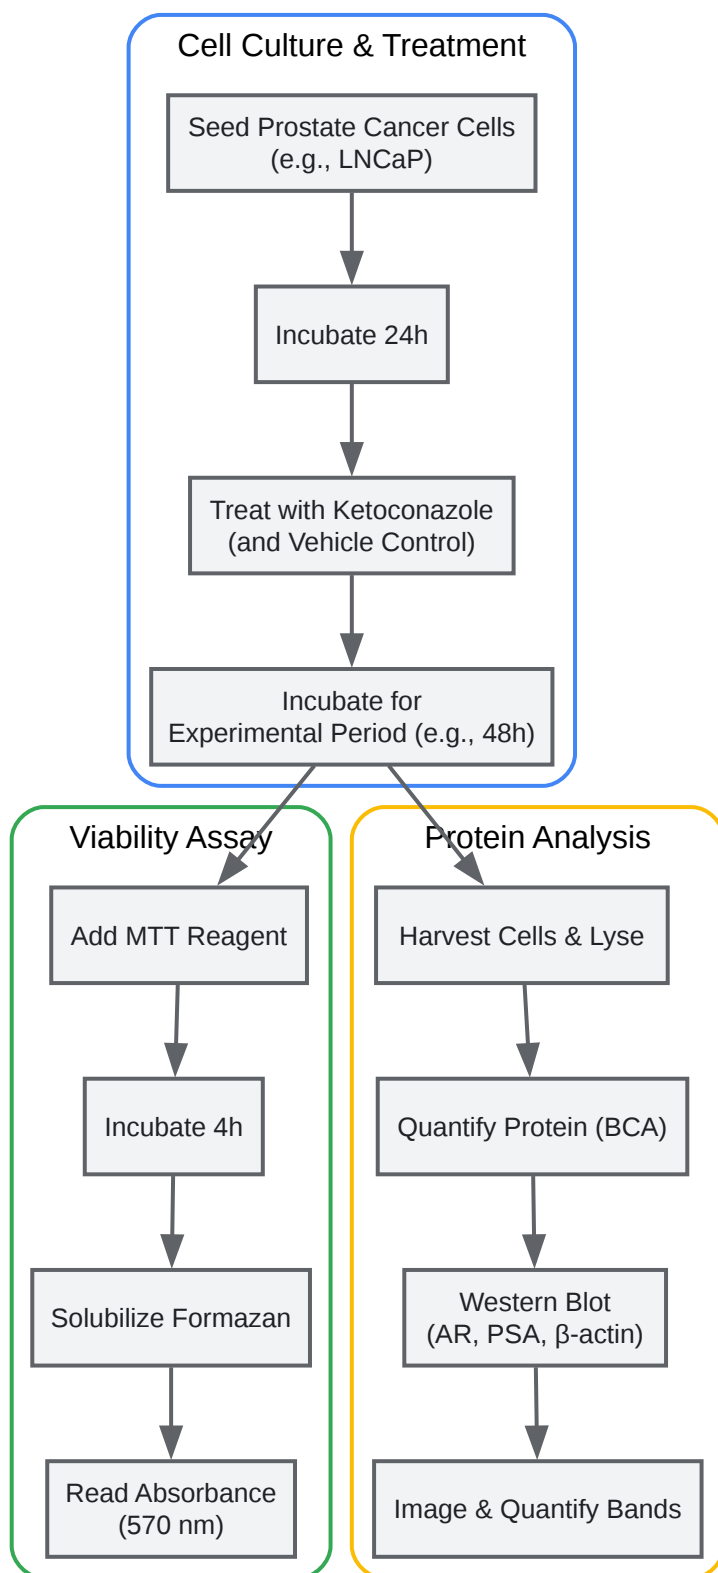 Cell Culture & Treatment
Seed Prostate Cancer Cells
(e.g., LNCaP)
Incubate 24h
Treat with Ketoconazole
(and Vehicle Control)
Incubate for
Experimental Period (e.g., 48h)
Viability Assay
Add MTT Reagent
Incubate 4h
Solubilize Formazan
Read Absorbance
(570 nm)
Protein Analysis
Harvest Cells & Lyse
Quantify Protein (BCA)
Western Blot
(AR, PSA, β-actin)
Image & Quantify Bands